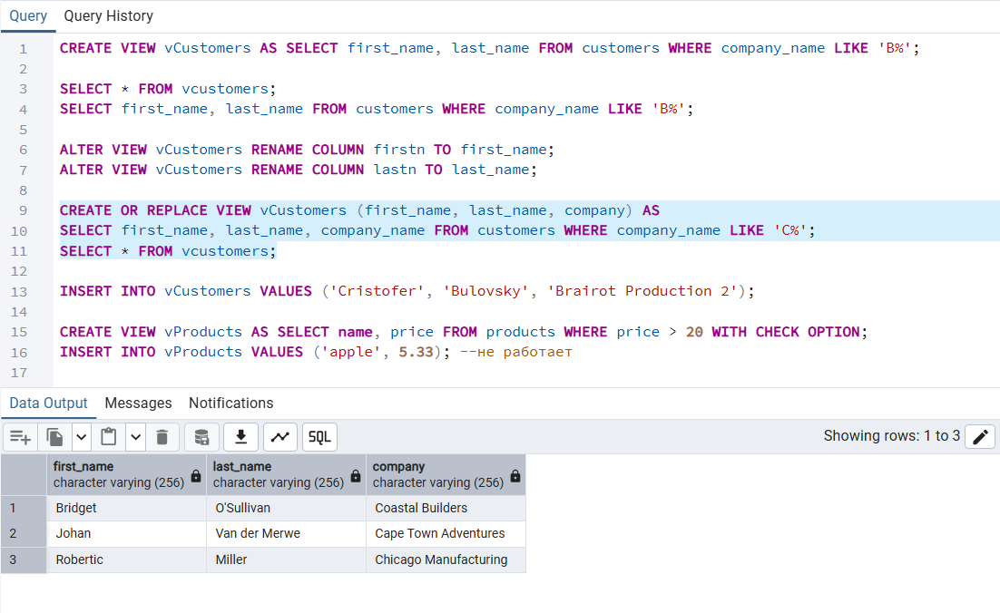 Query Query History
1 CREATE VIEW vCustomers AS SELECT first_name, last_name FROM customers WHERE company_name LIKE 'B%';
2
3 SELECT * FROM vcustomers;
4 SELECT first_name, last_name FROM customers WHERE company_name LIKE 'B%';
5
6 ALTER VIEW vCustomers RENAME COLUMN firstn TO first_name;
7 ALTER VIEW vCustomers RENAME COLUMN lastn TO last_name;
8
9 CREATE OR REPLACE VIEW vCustomers (first_name, last_name, company) AS
10 SELECT first_name, last_name, company_name FROM customers WHERE company_name LIKE 'C%';
11 SELECT * FROM vcustomers;
12
13 INSERT INTO vCustomers VALUES ('Cristofer', 'Bulovsky', 'Brairot Production 2');
14
15 CREATE VIEW vProducts AS SELECT name, price FROM products WHERE price > 20 WITH CHECK OPTION;
16 INSERT INTO vProducts VALUES ('apple', 5.33); --не работает
17
Data Output Messages Notifications
SQL Showing rows: 1 to 3
first_name last_name company
character varying (256) character varying (256) character varying (256)
1 Bridget O'Sullivan Coastal Builders
2 Johan Van der Merwe Cape Town Adventures
3 Robertic Miller Chicago Manufacturing